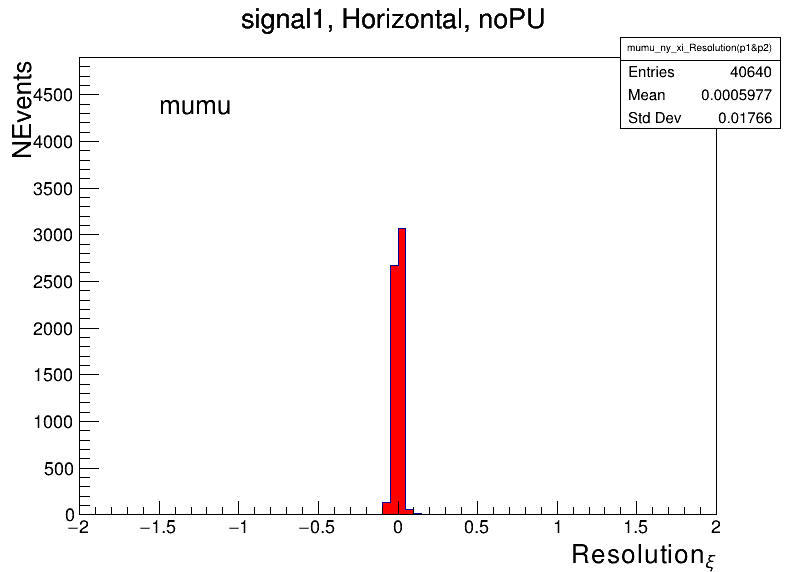 signal1, Horizontal, noPU
mumu_ny_xi_Resolution(p1&p2)
Entries 40640
Mean 0.0005977
Std Dev 0.01766
NEvents
mumu
4500
4000
3500
3000
2500
2000
1500
1000
500
0
−2 −1.5 −1 −0.5 0 0.5 1 1.5 2
Resolutionξ